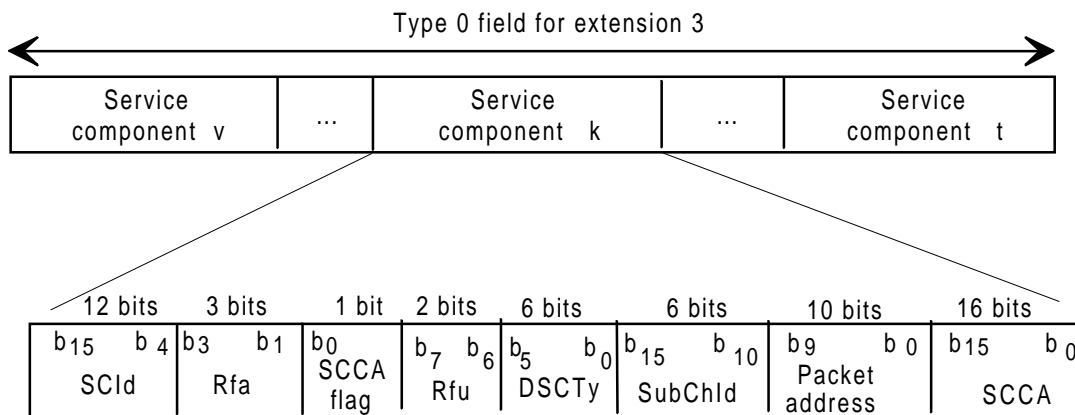 Type 0 field for extension 3
Service component v
...
Service component k
...
Service component t
12 bits 3 bits 1 bit 2 bits 6 bits 6 bits 10 bits 16 bits
b15 b4 b3 b1 b0 b7 b6 b5 b0 b15 b10 b9 b0 b15 b0
SCId Rfa SCCA flag Rfu DSCTy SubChId Packet address SCCA